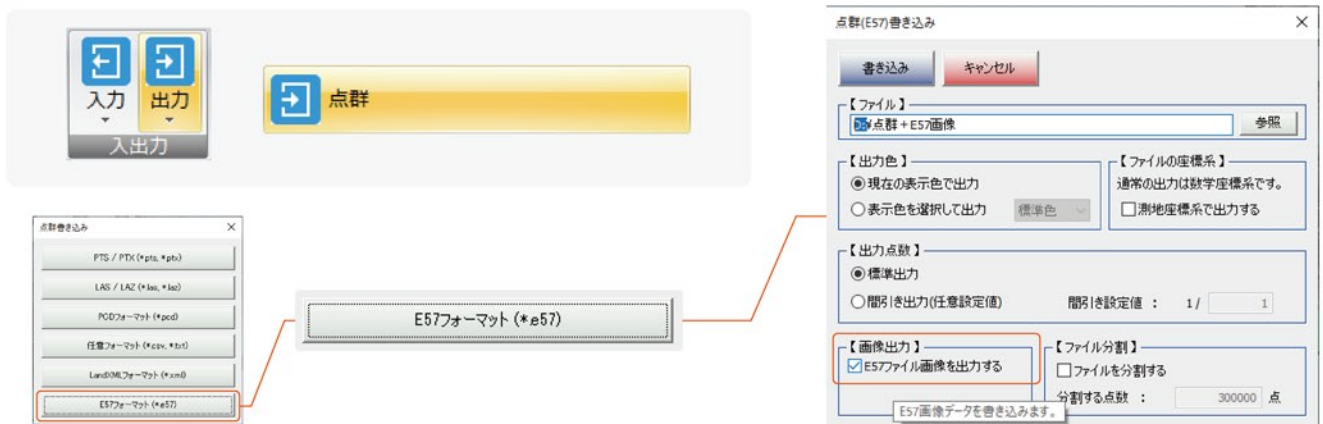 入力
出力
入出力
点群
点群書き込み
PTS / PTX (*pts, *ptx)
LAS / LAZ (*.las, *.laz)
PCDフォーマット (*.pcd)
任意フォーマット (*.csv, *.txt)
LandXMLフォーマット (*.xml)
E57フォーマット (*.e57)
E57フォーマット (*.e57)
点群(E57)書き込み
書き込み
キャンセル
【ファイル】
D:¥点群+E57画像
参照
【出力色】
現在の表示色で出力
表示色を選択して出力
標準色
【ファイルの座標系】
通常の出力は数学座標系です。
測地座標系で出力する
【出力点数】
標準出力
間引き出力(任意設定値)
間引き設定値 : 1 / 1
【画像出力】
E57ファイル画像を出力する
【ファイル分割】
ファイルを分割する
分割する点数 : 300000 点
E57画像データを書き込みます。